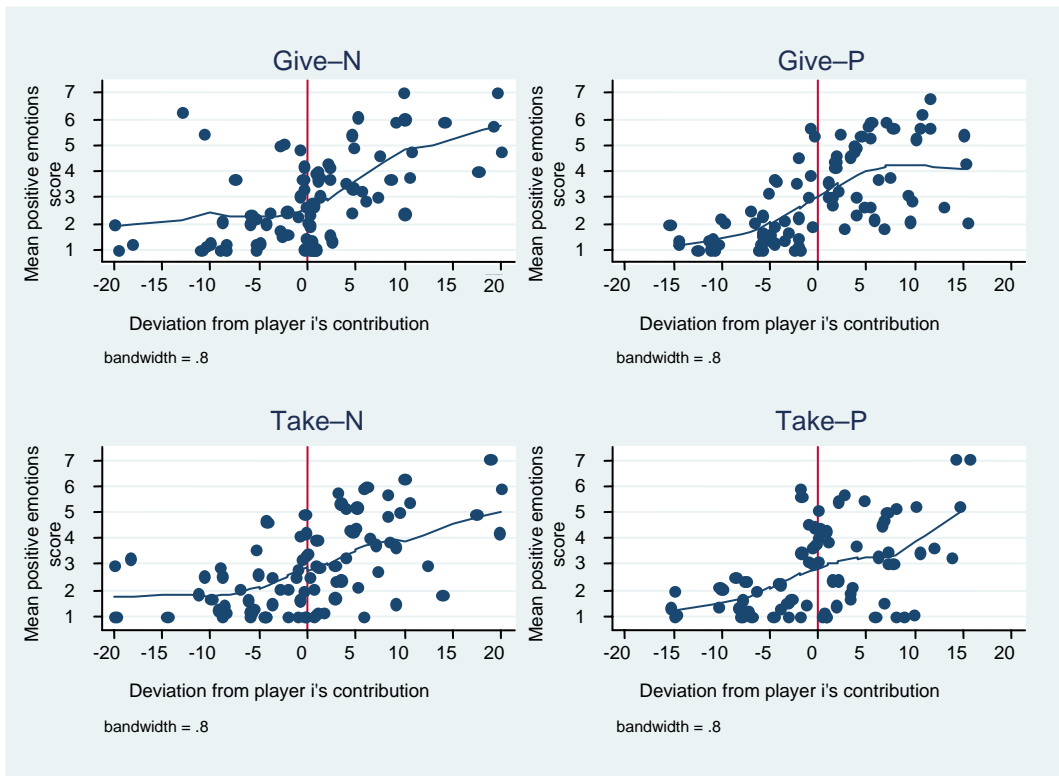 Give–N
Mean positive emotions
score
7
6
5
4
3
2
1
-20 -15 -10 -5 0 5 10 15 20
Deviation from player i's contribution
bandwidth = .8
Give–P
Mean positive emotions
score
7
6
5
4
3
2
1
-20 -15 -10 -5 0 5 10 15 20
Deviation from player i's contribution
bandwidth = .8
Take–N
Mean positive emotions
score
7
6
5
4
3
2
1
-20 -15 -10 -5 0 5 10 15 20
Deviation from player i's contribution
bandwidth = .8
Take–P
Mean positive emotions
score
7
6
5
4
3
2
1
-20 -15 -10 -5 0 5 10 15 20
Deviation from player i's contribution
bandwidth = .8